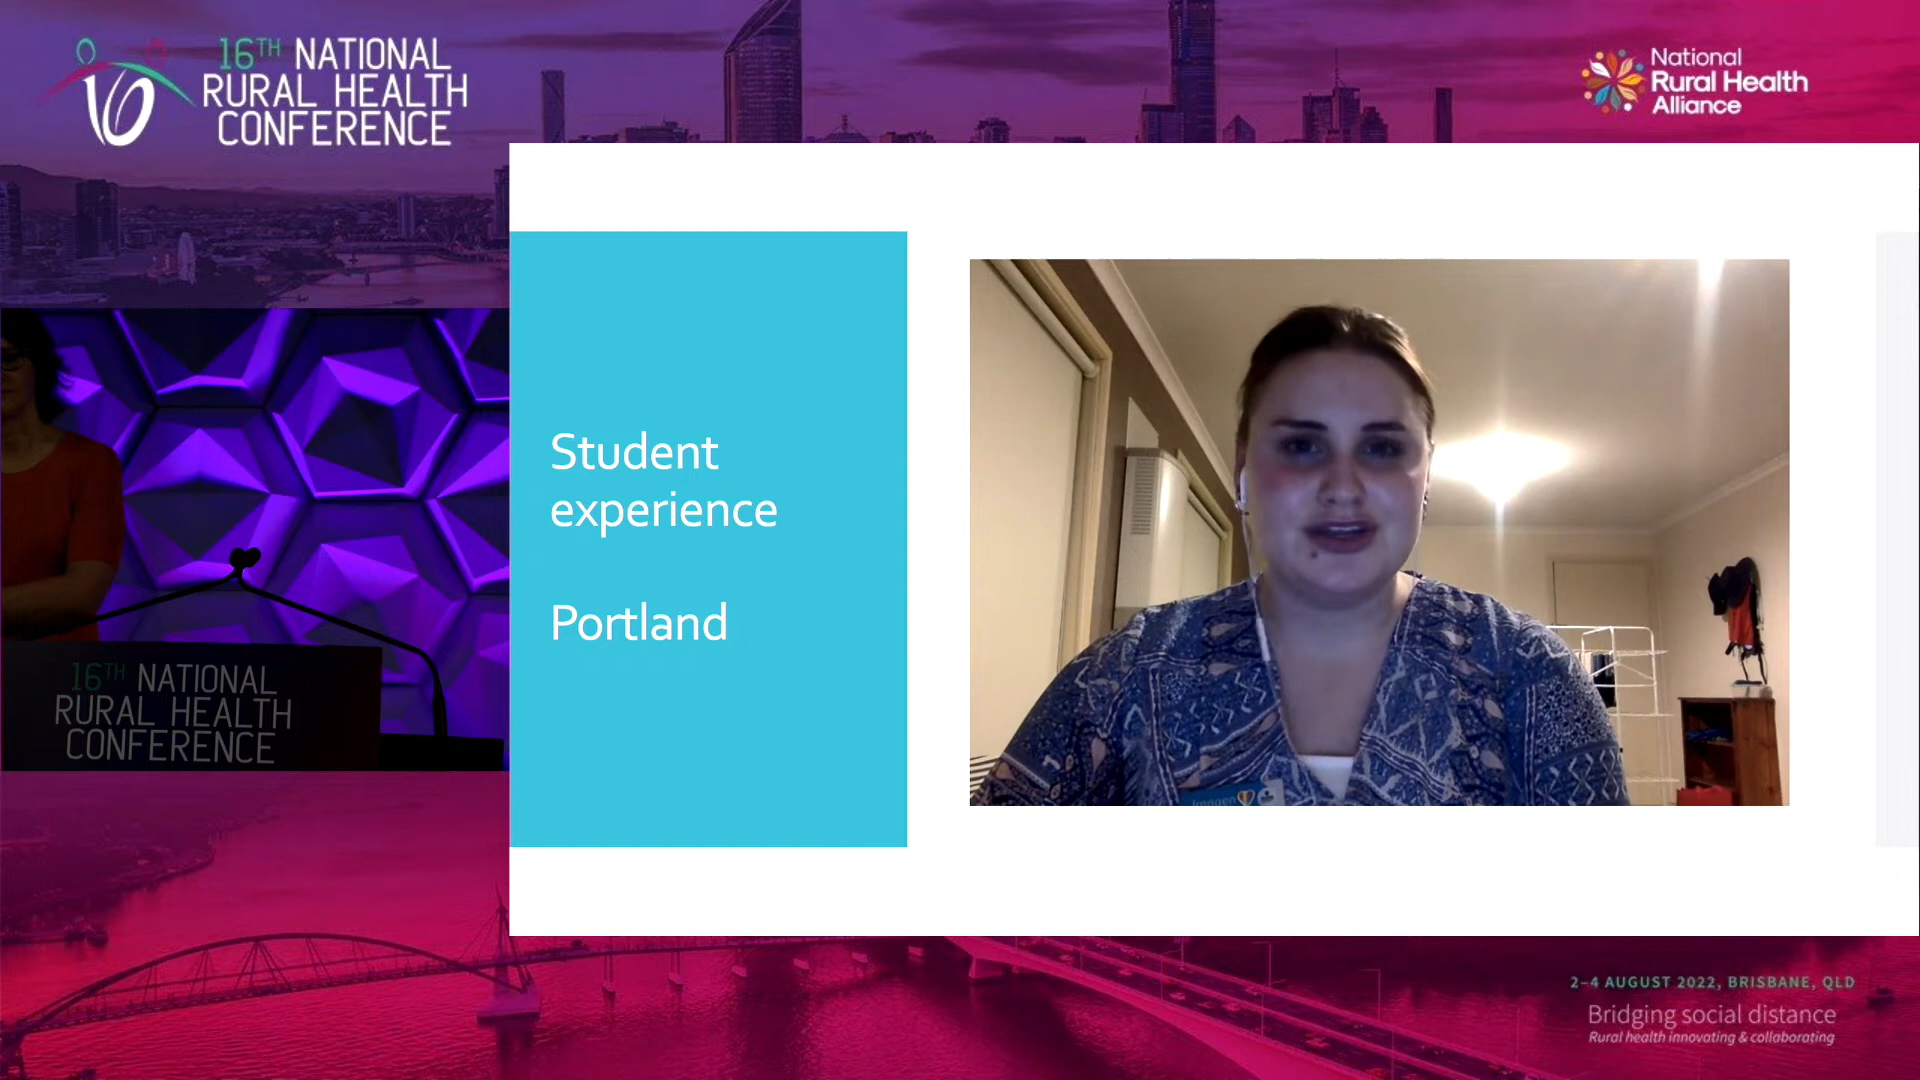 16TH NATIONAL
RURAL HEALTH
CONFERENCE
National
Rural Health
Alliance
Student
experience
Portland
16TH NATIONAL
RURAL HEALTH
CONFERENCE
Imogen
2–4 AUGUST 2022, BRISBANE, QLD
Bridging social distance
Rural health innovating & collaborating